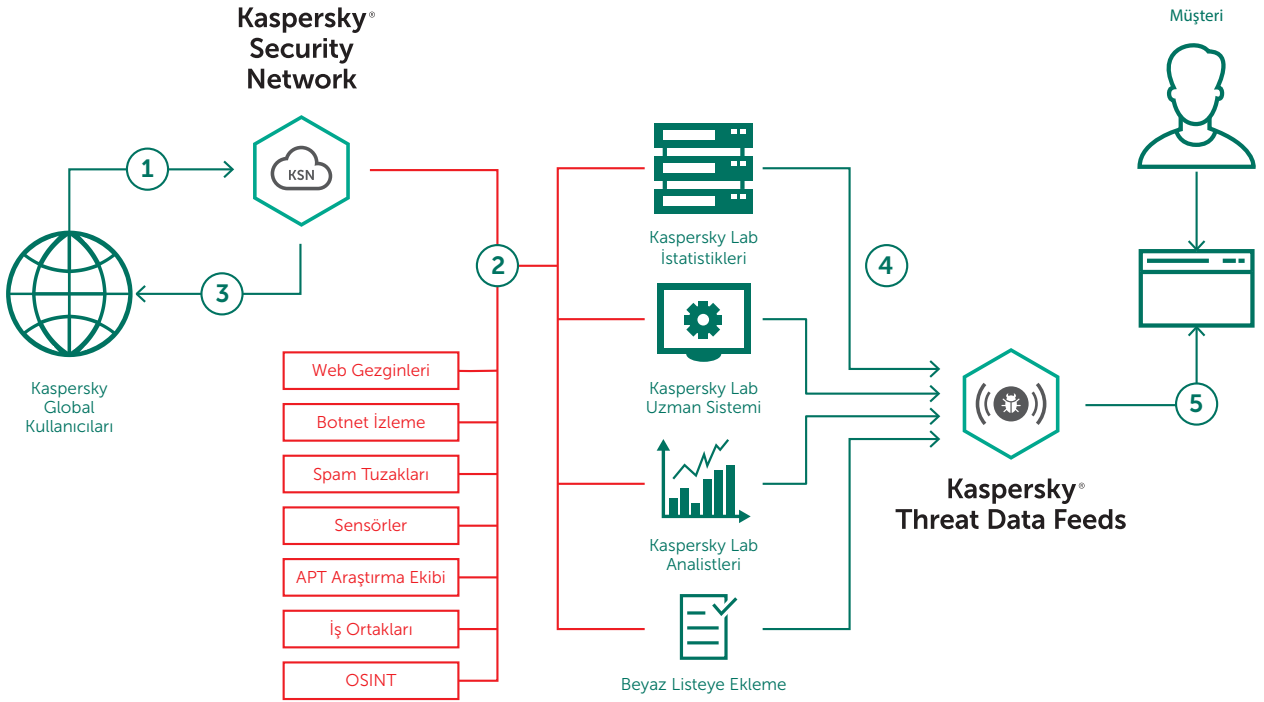 Kaspersky®
Security
Network
Müşteri
1
KSN
Kaspersky Lab
İstatistikleri
2
4
3
Kaspersky
Global
Kullanıcıları
Web Gezginleri
Botnet İzleme
Spam Tuzakları
Sensörler
APT Araştırma Ekibi
İş Ortakları
OSINT
Kaspersky Lab
Uzman Sistemi
Kaspersky Lab
Analistleri
Beyaz Listeye Ekleme
5
Kaspersky®
Threat Data Feeds